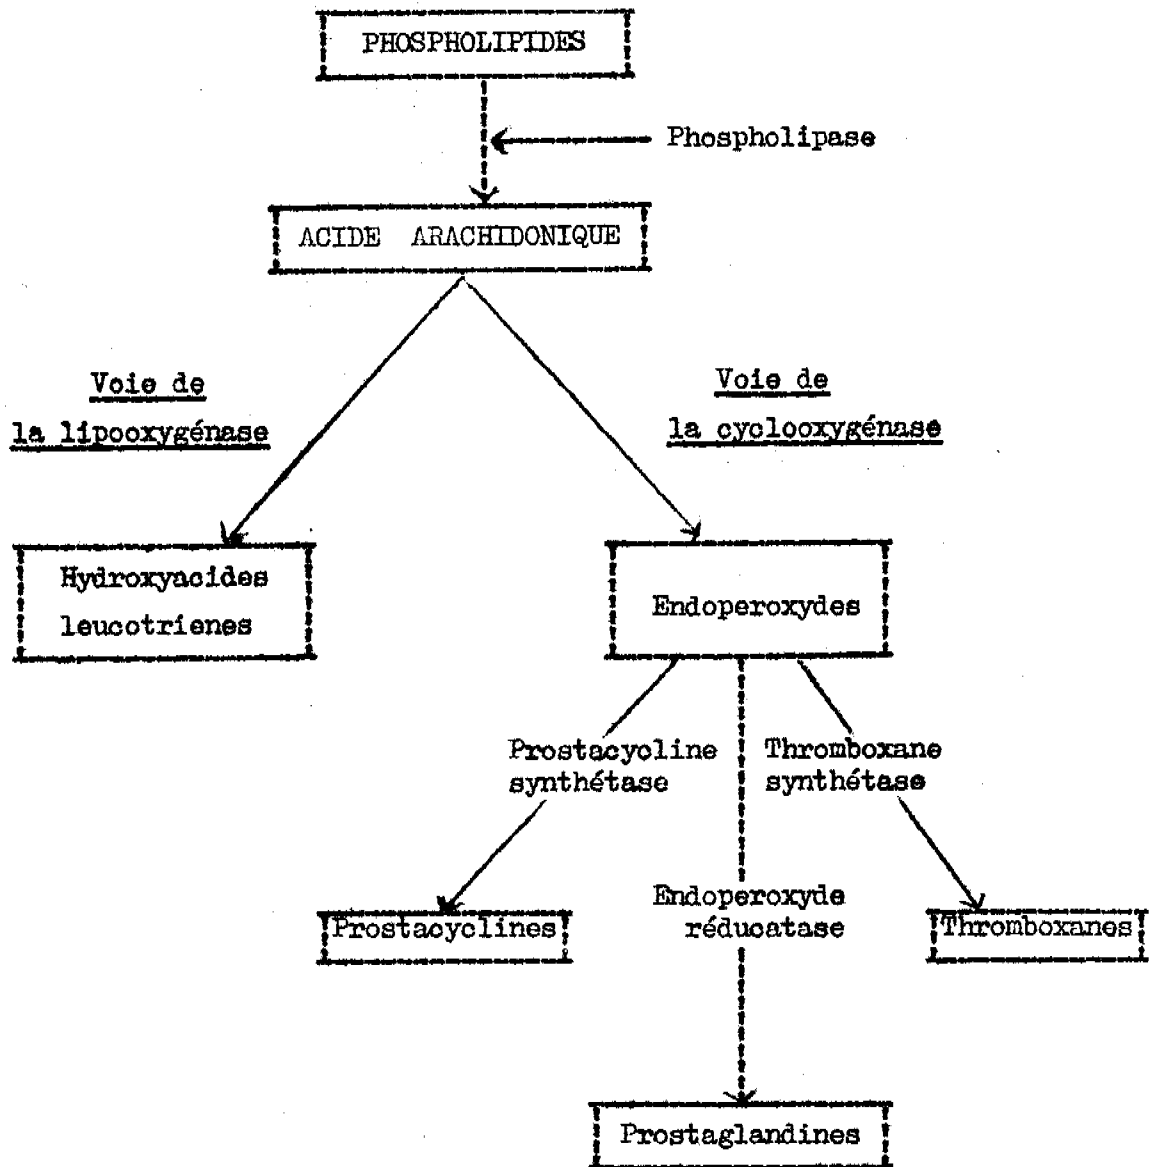 PHOSPHOLIPIDES
Phospholipase
ACIDE ARACHIDONIQUE
Voie de
la lipooxygénase
Voie de
la cyclooxygénase
Hydroxyacides
leucotrienes
Endoperoxydes
Prostacycline
synthétase
Thromboxane
synthétase
Endoperoxyde
réducatase
Prostacyclines
Thromboxanes
Prostaglandines